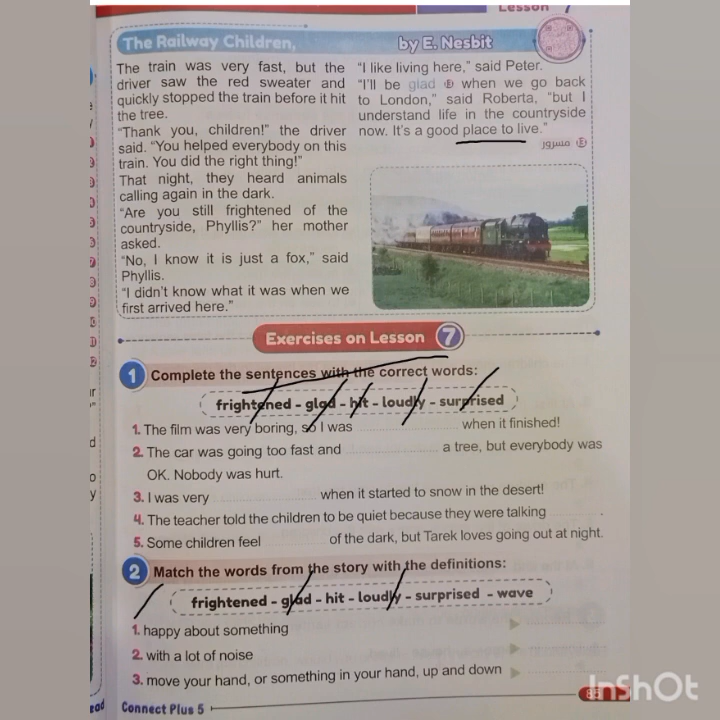 Lesson 7
The Railway Children, by E. Nesbit
The train was very fast, but the
driver saw the red sweater and
quickly stopped the train before it hit
the tree.
"Thank you, children!" the driver
said. "You helped everybody on this
train. You did the right thing!"
That night, they heard animals
calling again in the dark.
"Are you still frightened of the
countryside, Phyllis?" her mother
asked.
"No, I know it is just a fox," said
Phyllis.
"I didn't know what it was when we
first arrived here."
"I like living here," said Peter.
"I'll be glad when we go back
to London," said Roberta, "but I
understand life in the countryside
now. It's a good place to live."
مسرور
Exercises on Lesson 7
1 Complete the sentences with the correct words:
frightened - glad - hit - loudly - surprised
1. The film was very boring, so I was when it finished!
2. The car was going too fast and a tree, but everybody was
OK. Nobody was hurt.
3. I was very when it started to snow in the desert!
4. The teacher told the children to be quiet because they were talking .
5. Some children feel of the dark, but Tarek loves going out at night.
2 Match the words from the story with the definitions:
frightened - glad - hit - loudly - surprised - wave
1. happy about something
2. with a lot of noise
3. move your hand, or something in your hand, up and down
Connect Plus 5
85
InShOt